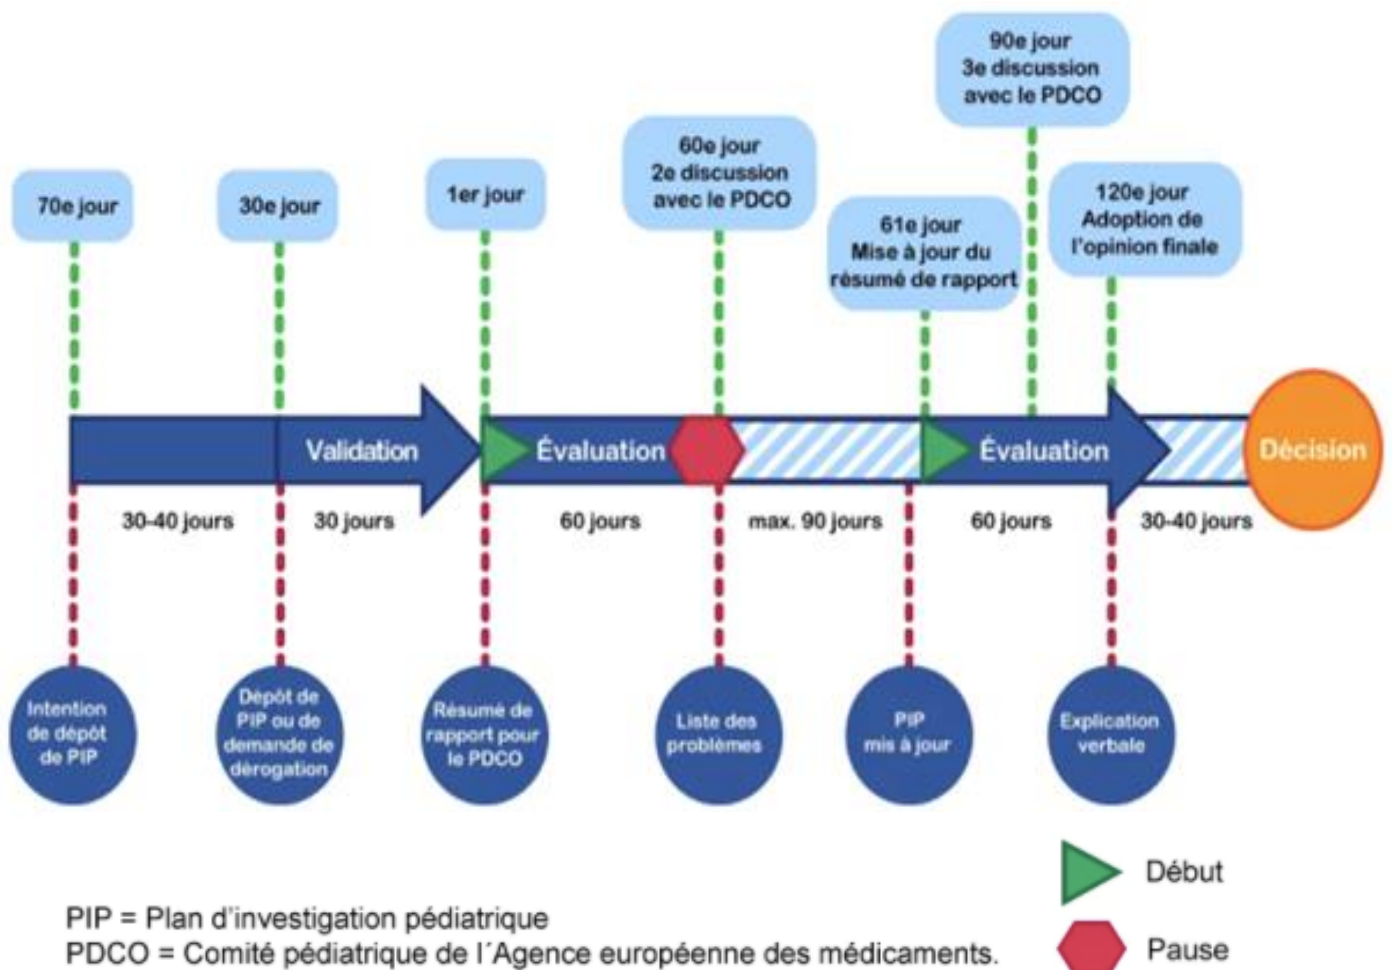 90e jour
3e discussion
avec le PDCO
60e jour
2e discussion
avec le PDCO
70e jour
30e jour
1er jour
120e jour
Adoption de
l'opinion finale
61e jour
Mise à jour du
résumé de rapport
Validation
Évaluation
Évaluation
Décision
30-40 jours
30 jours
60 jours
max. 90 jours
60 jours
30-40 jours
Intention
de dépôt
de PIP
Dépôt de
PIP ou de
demande de
dérogation
Résumé de
rapport pour
le PDCO
Liste des
problèmes
PIP
mis à jour
Explication
verbale
Début
Pause
PIP = Plan d'investigation pédiatrique
PDCO = Comité pédiatrique de l´Agence européenne des médicaments.